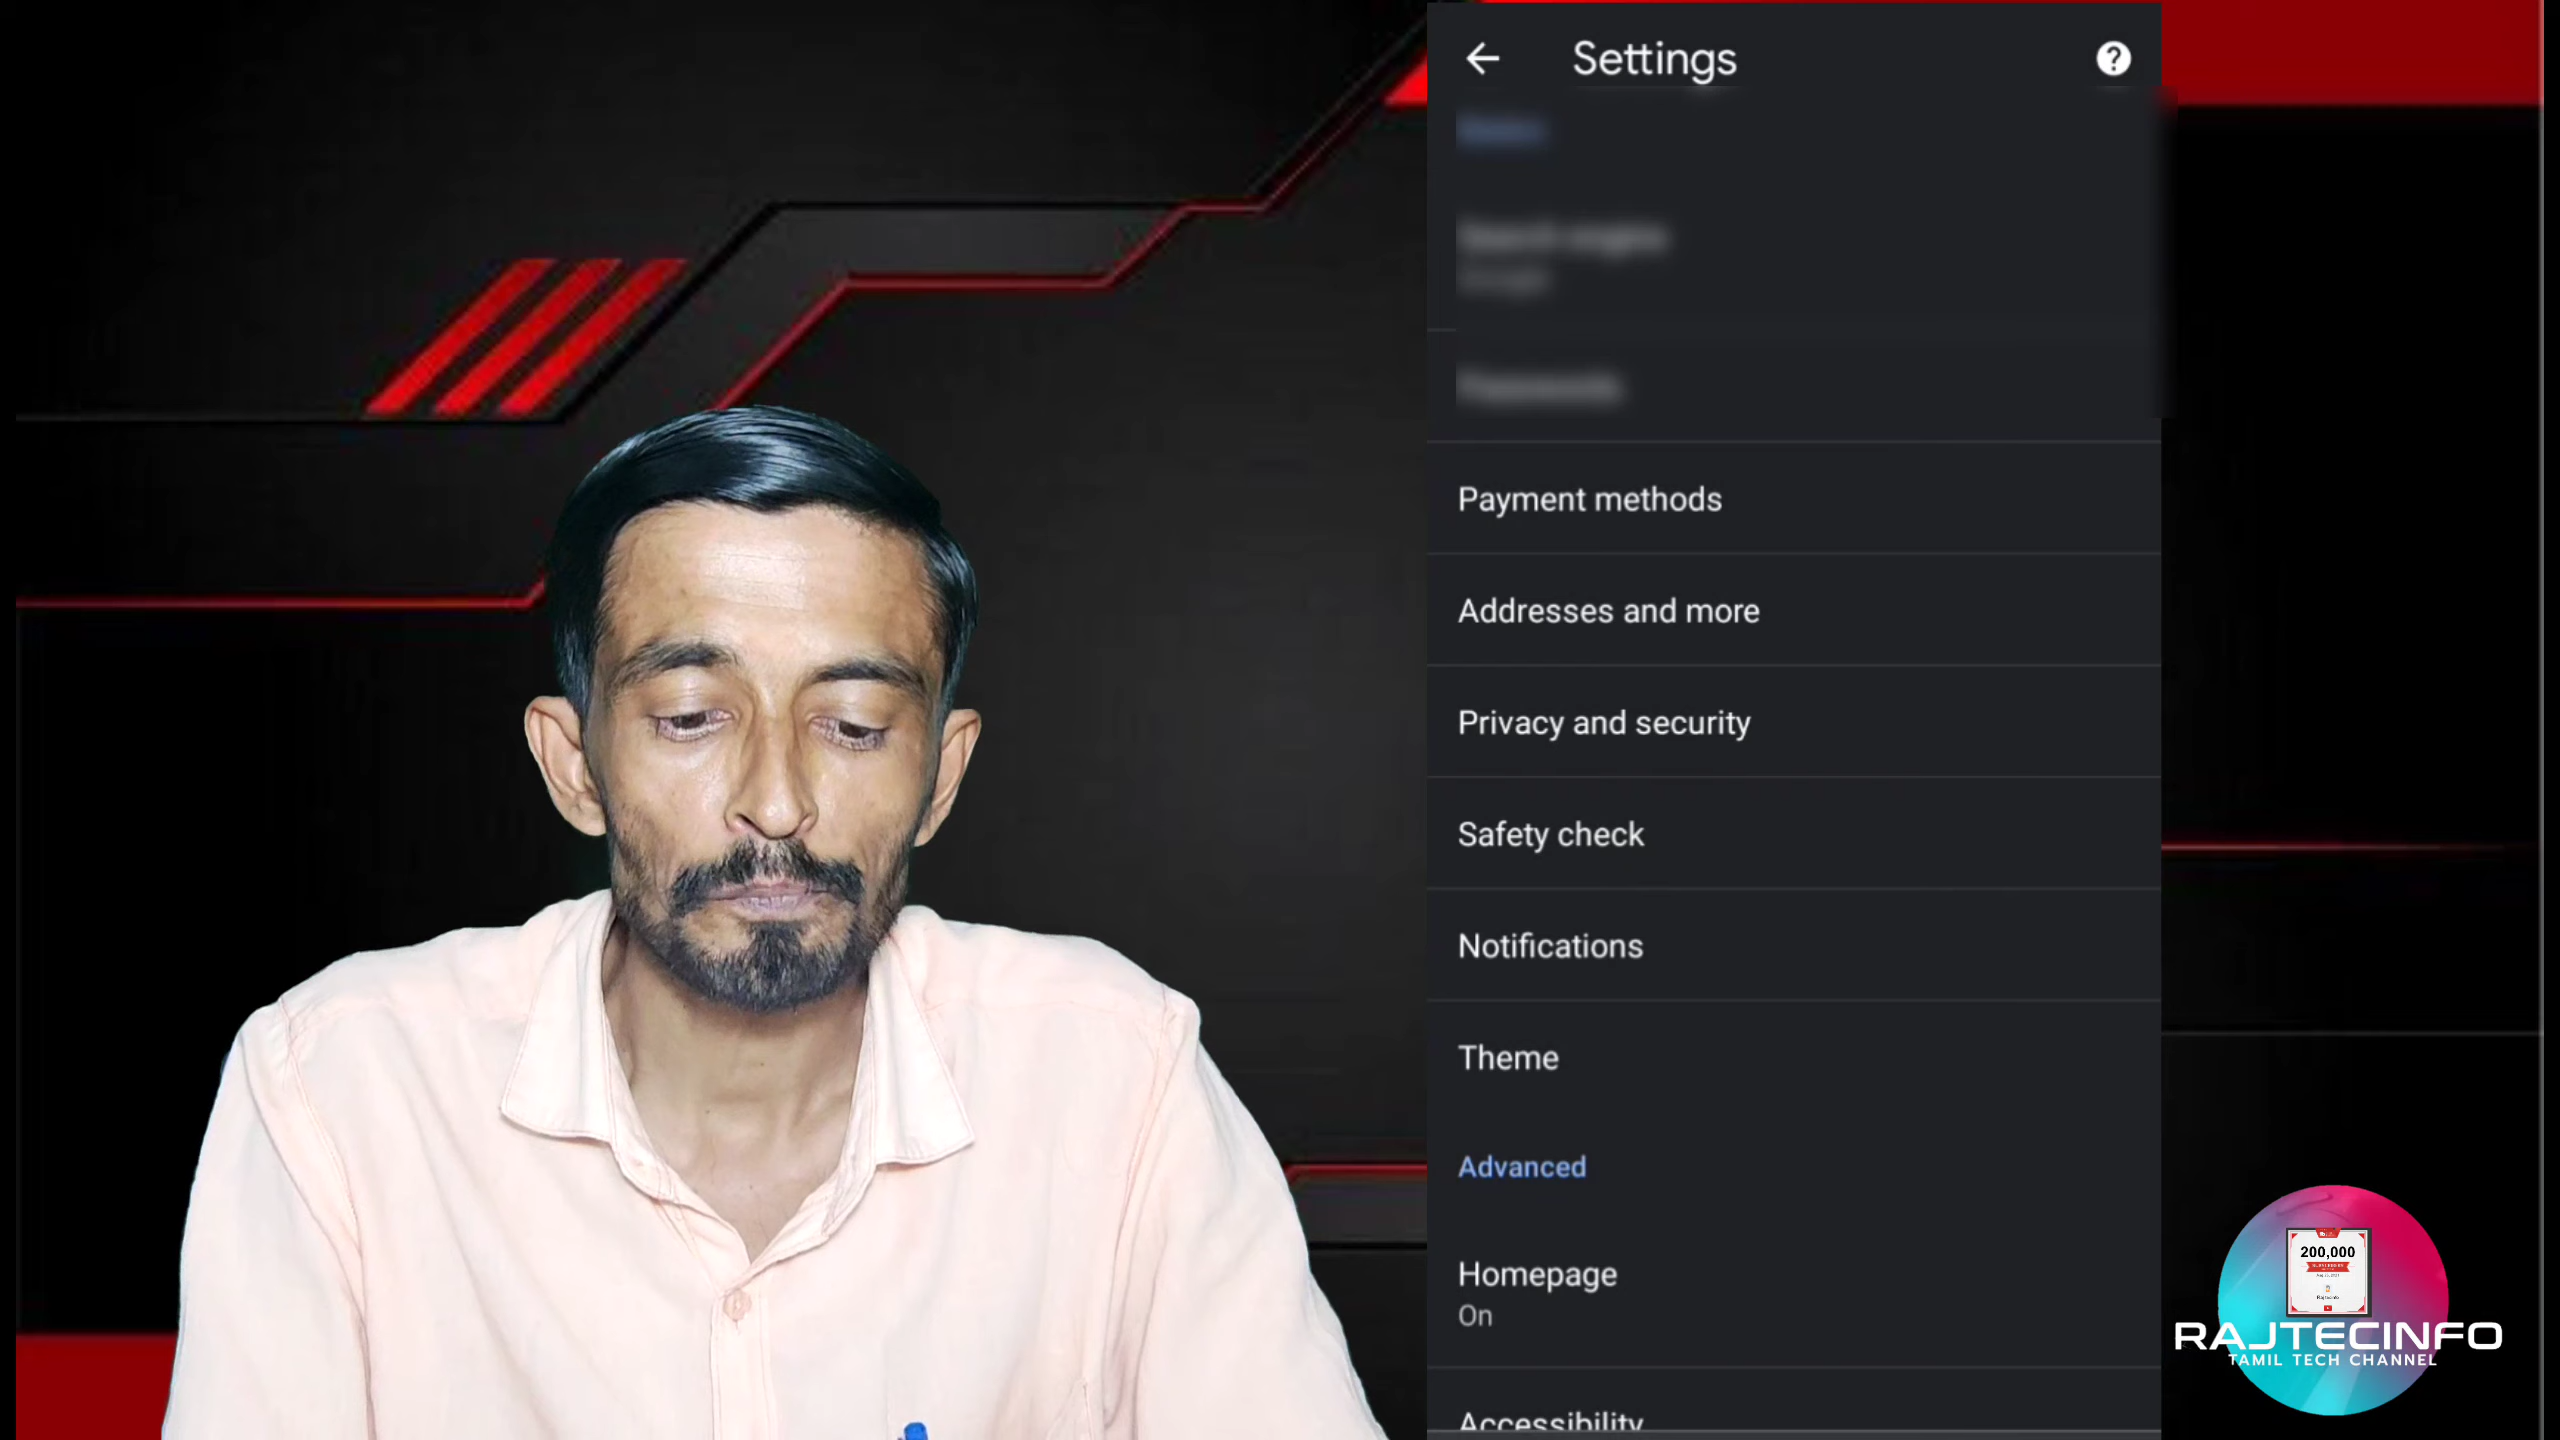 Settings
Payment methods
Addresses and more
Privacy and security
Safety check
Notifications
Theme
Advanced
Homepage
On
Accessibility
200,000
RAJTECINFO
TAMIL TECH CHANNEL